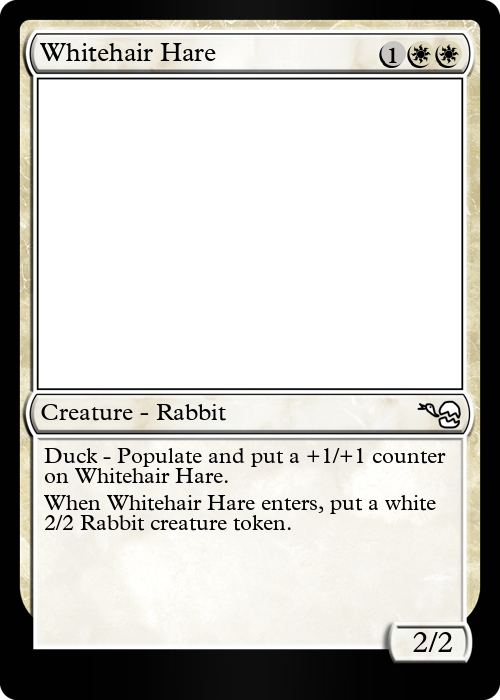 Whitehair Hare 1
Creature - Rabbit
Duck - Populate and put a +1/+1 counter
on Whitehair Hare.
When Whitehair Hare enters, put a white
2/2 Rabbit creature token.
2/2